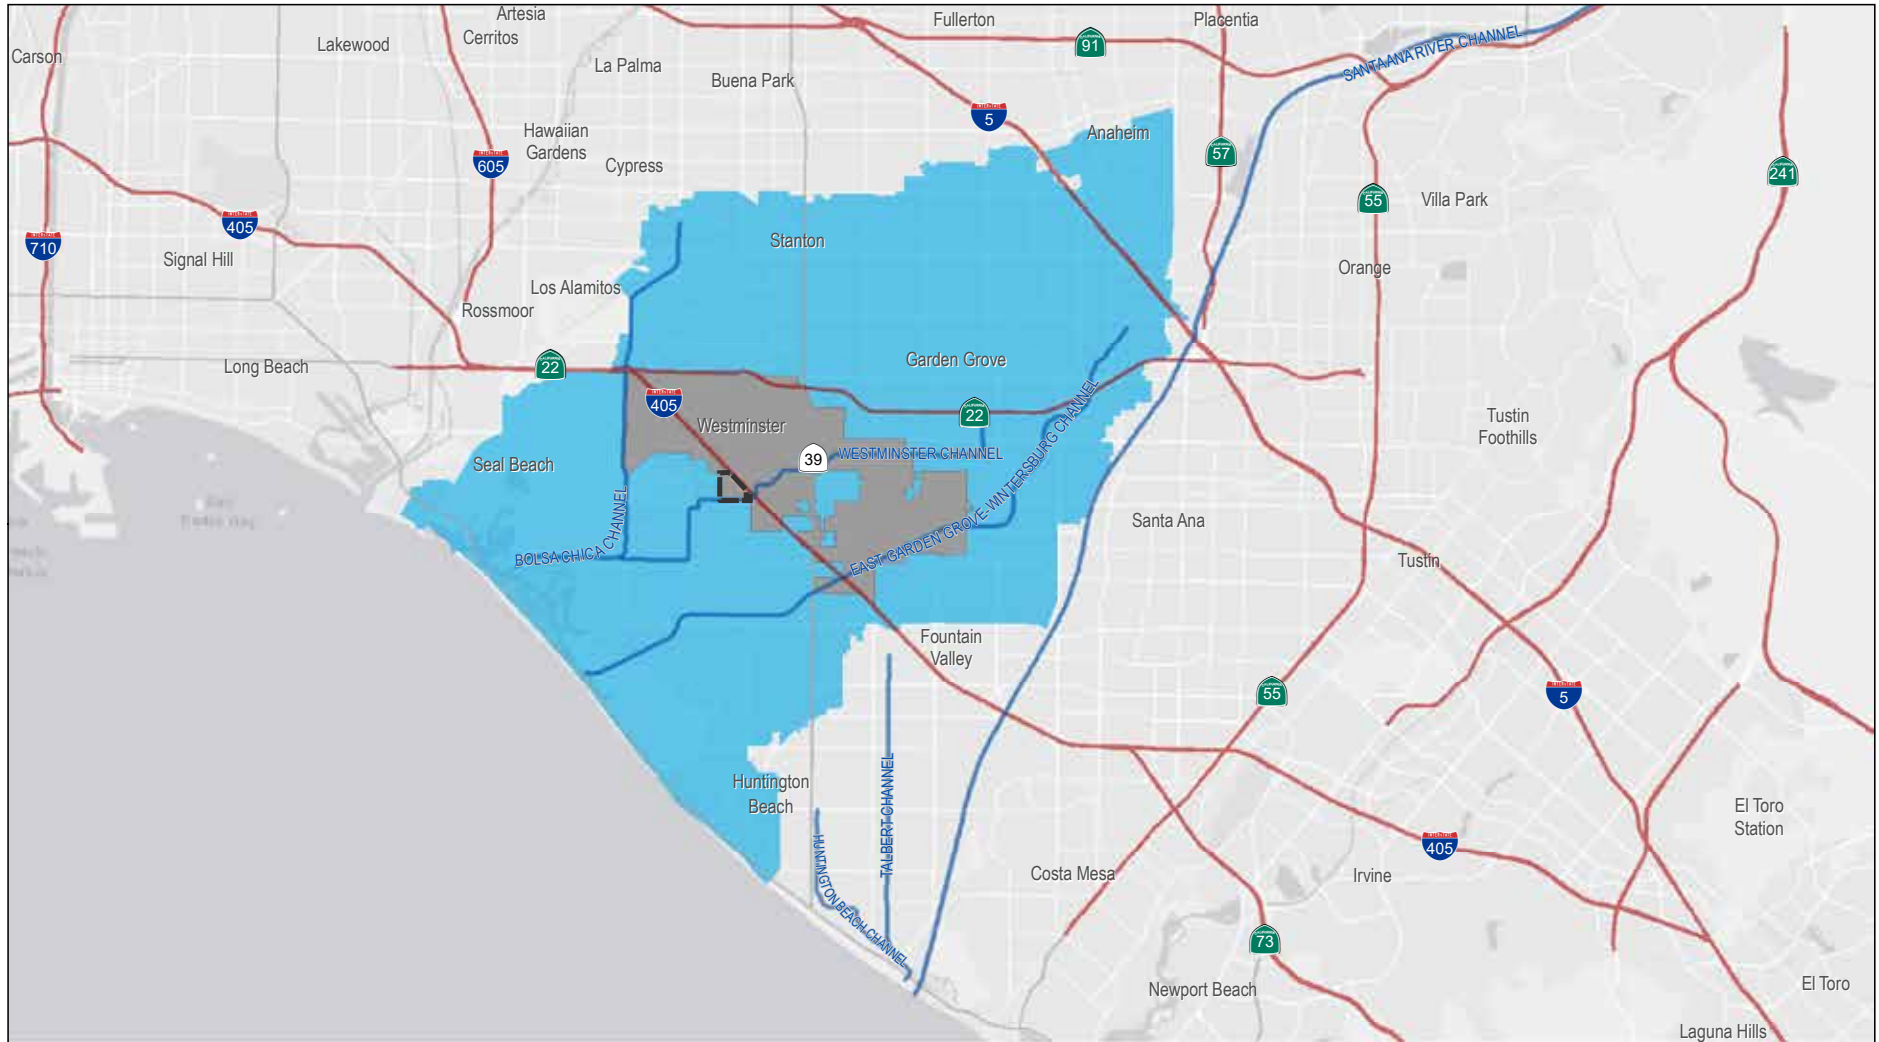 Artesia
Fullerton
Placentia
Carson
Lakewood
Cerritos
91
SANTA ANA RIVER CHANNEL
La Palma
Buena Park
5
Anaheim
Hawaiian
Gardens
57
605
Cypress
241
55
Villa Park
405
710
Stanton
Signal Hill
Orange
Los Alamitos
Rossmoor
Long Beach
22
Garden Grove
405
22
Westminster
Tustin
Foothills
39
WESTMINSTER CHANNEL
Seal Beach
EAST GARDEN GROVE-WINTERSBURG CHANNEL
BOLSA CHICA CHANNEL
Santa Ana
Tustin
Fountain
Valley
55
5
Huntington
Beach
TALBERT CHANNEL
HUNTINGTON BEACH CHANNEL
El Toro
Station
405
Costa Mesa
Irvine
73
Newport Beach
El Toro
Laguna Hills